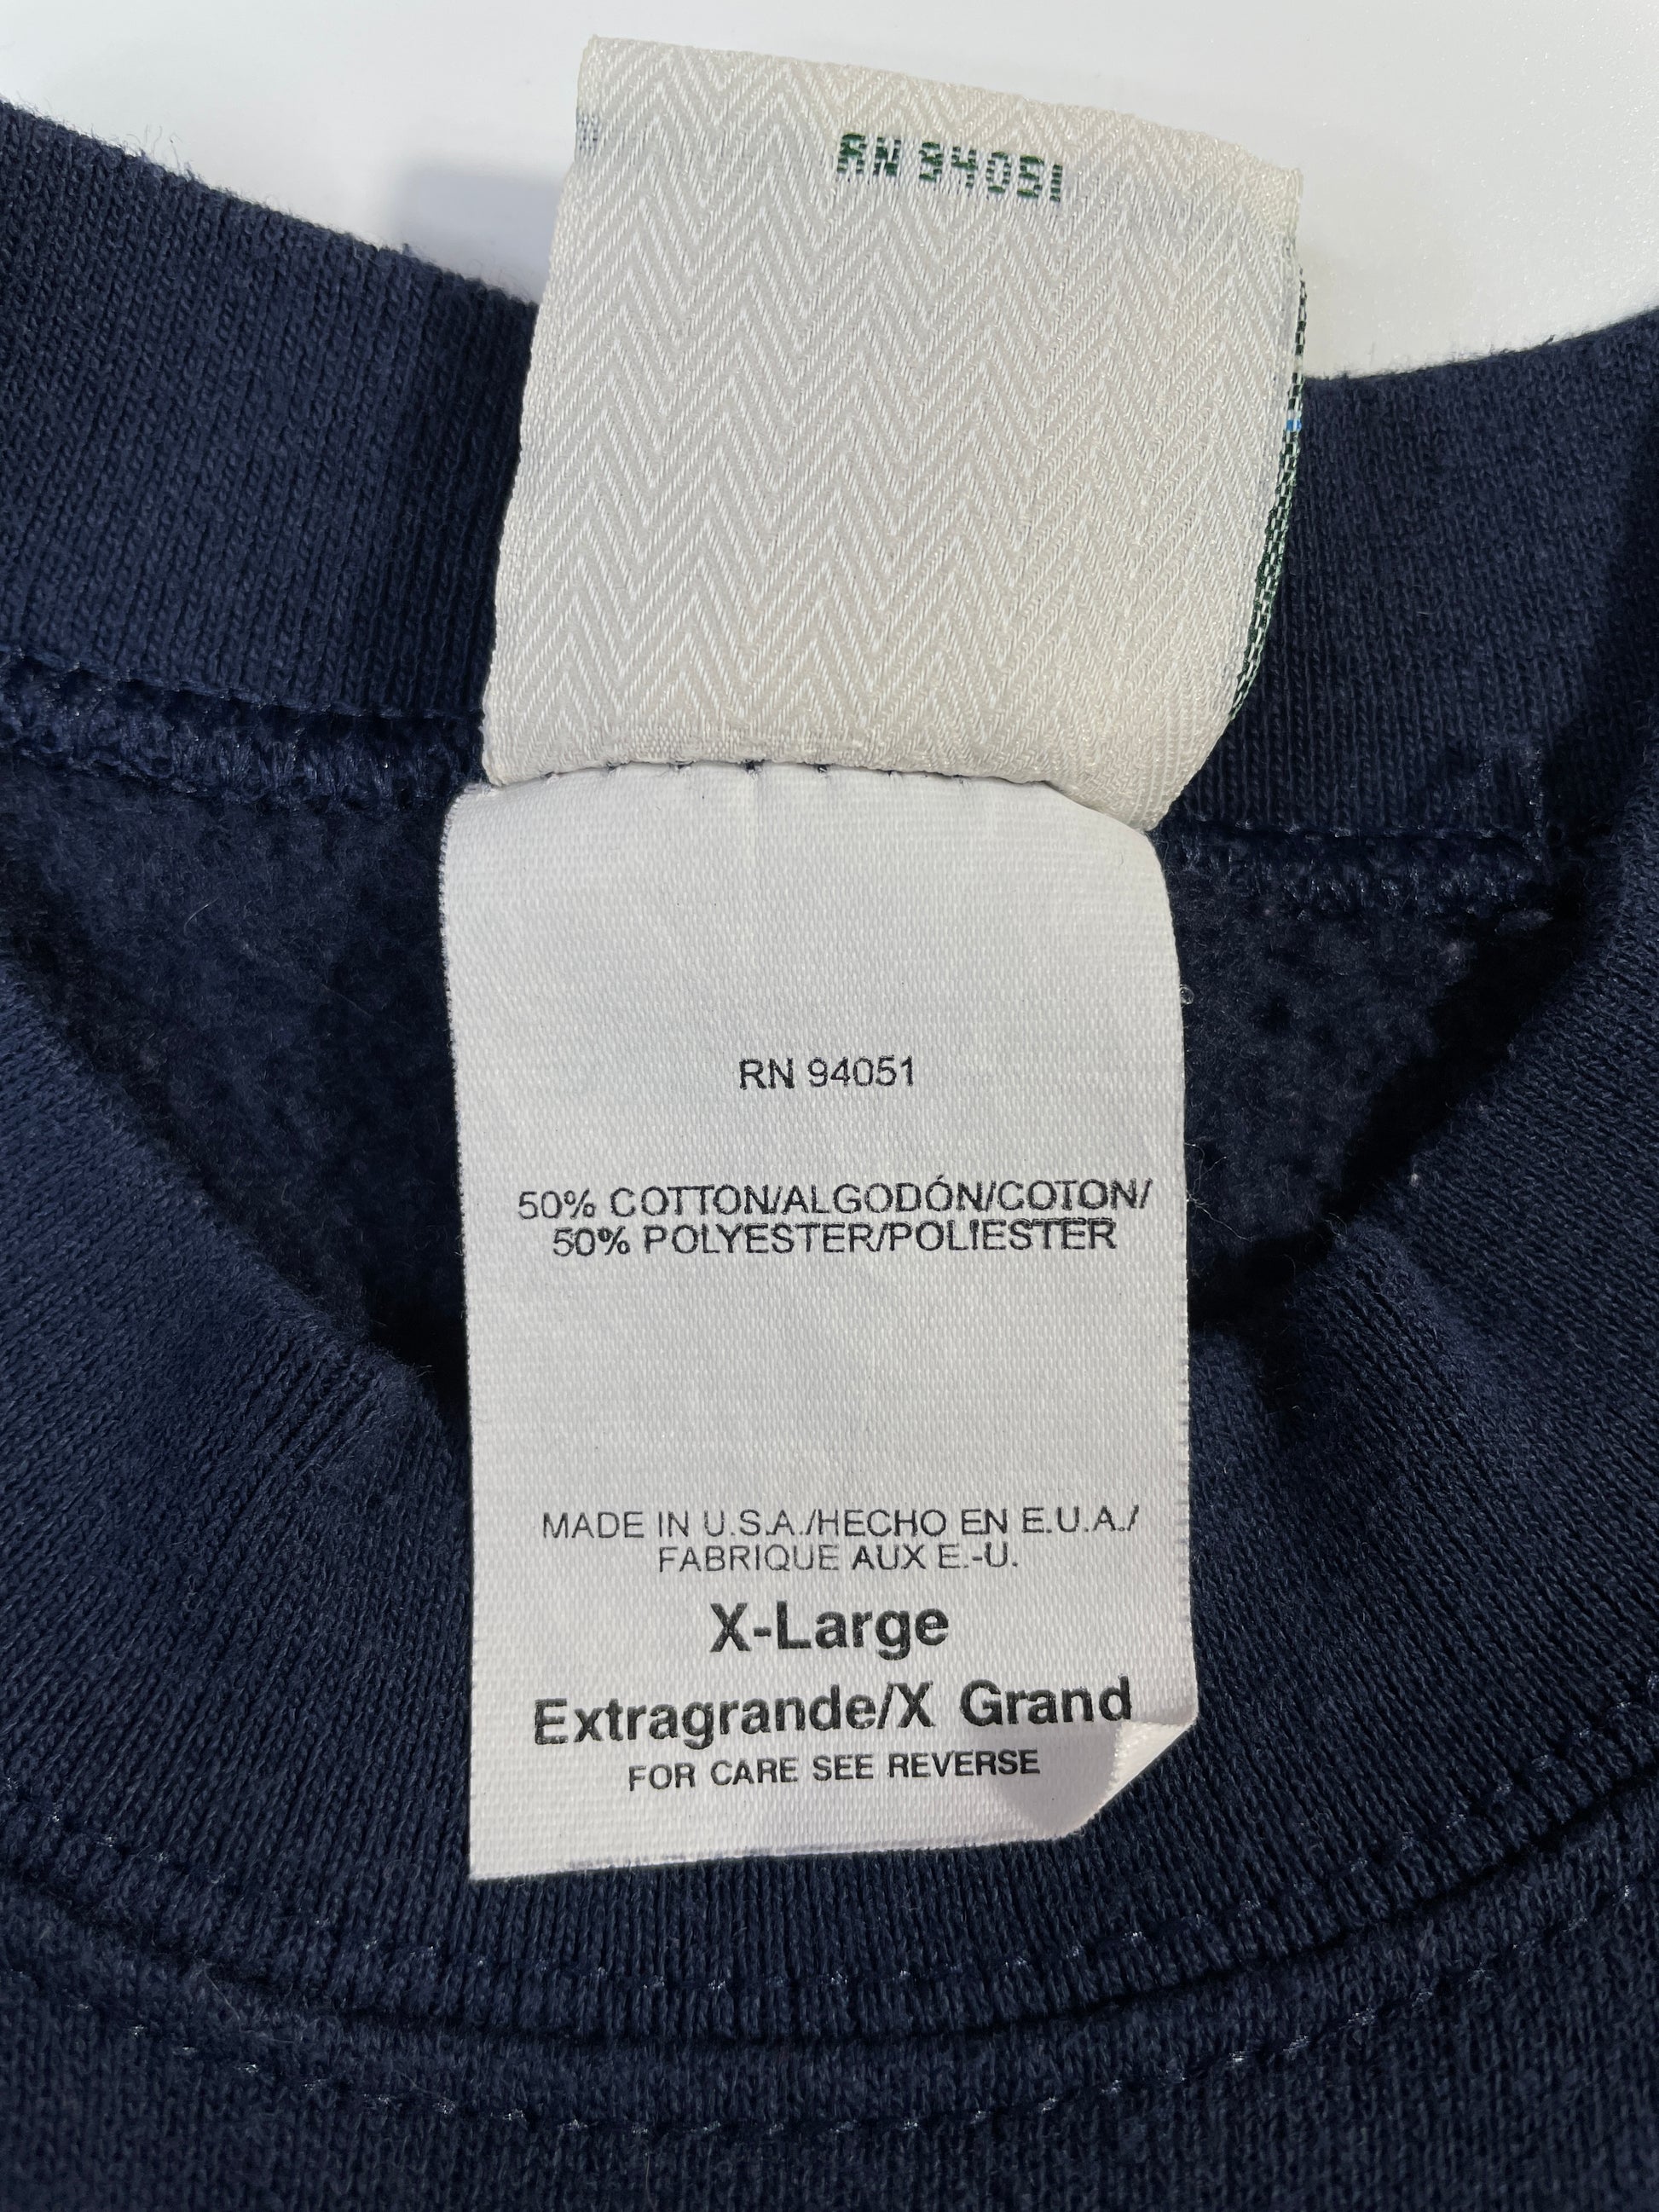 RN 94051
RN 94051
50% COTTON/ALGODÓN/COTON/
50% POLYESTER/POLIESTER
MADE IN U.S.A./HECHO EN E.U.A./
FABRIQUE AUX E.-U.
X-Large
Extragrande/X Grand
FOR CARE SEE REVERSE